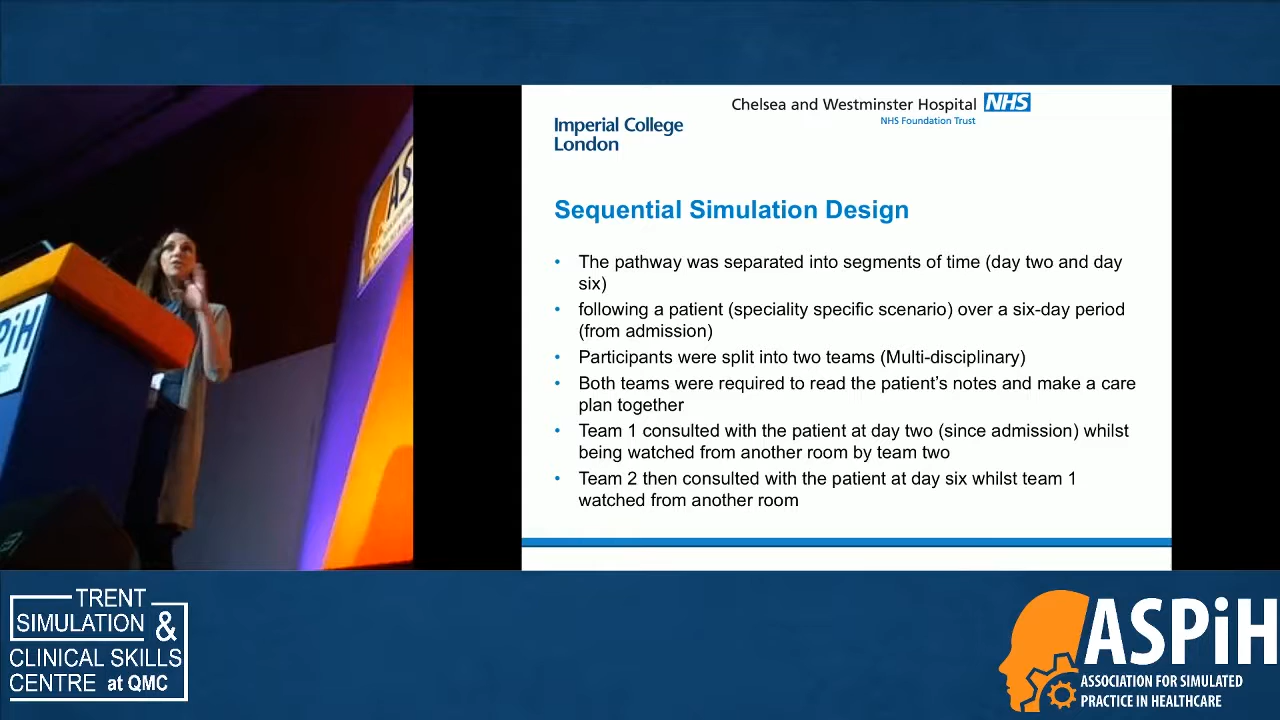 Chelsea and Westminster Hospital NHS
NHS Foundation Trust
Imperial College
London
Sequential Simulation Design
• The pathway was separated into segments of time (day two and day
six)
• following a patient (speciality specific scenario) over a six-day period
(from admission)
• Participants were split into two teams (Multi-disciplinary)
• Both teams were required to read the patient's notes and make a care
plan together
• Team 1 consulted with the patient at day two (since admission) whilst
being watched from another room by team two
• Team 2 then consulted with the patient at day six whilst team 1
watched from another room
AS
PiH
TRENT
SIMULATION &
CLINICAL SKILLS
CENTRE at QMC
ASPiH
ASSOCIATION FOR SIMULATED
PRACTICE IN HEALTHCARE